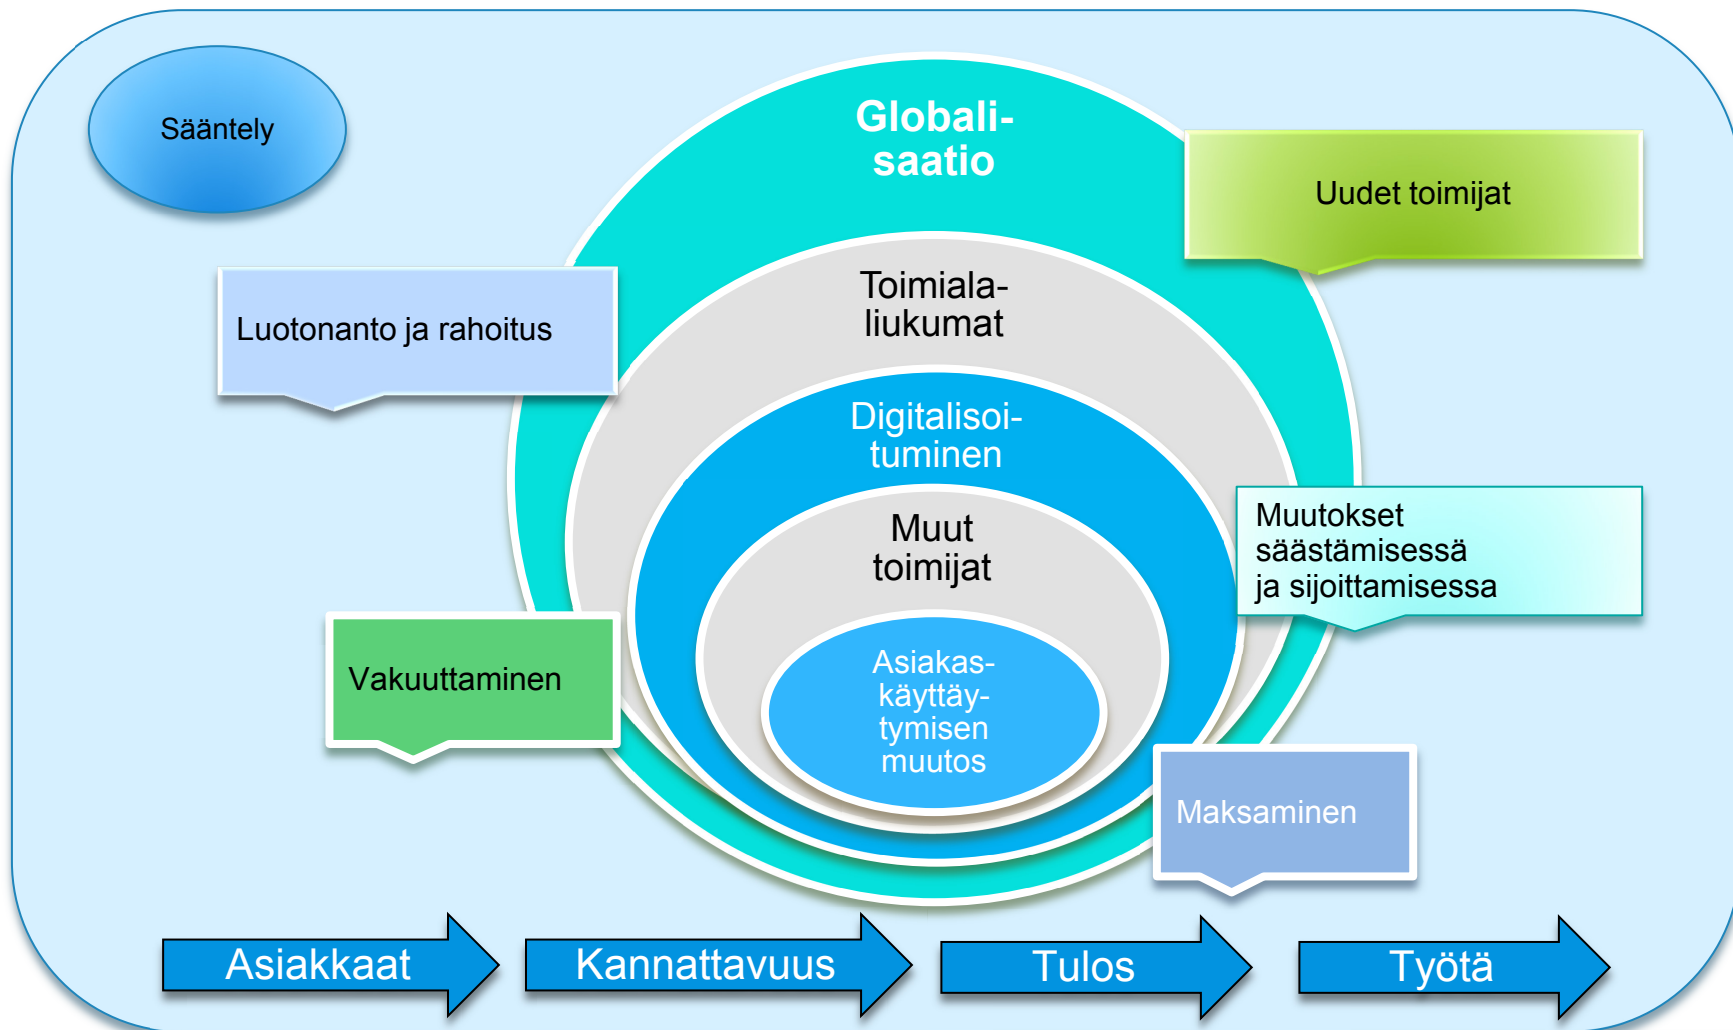 Sääntely
Globali-
saatio
Uudet toimijat
Luotonanto ja rahoitus
Toimiala-
liukumat
Digitalisoi-
tuminen
Muut
toimijat
Muutokset
säästämisessä
ja sijoittamisessa
Vakuuttaminen
Asiakas-
käyttäy-
tymisen
muutos
Maksaminen
Asiakkaat
Kannattavuus
Tulos
Työtä